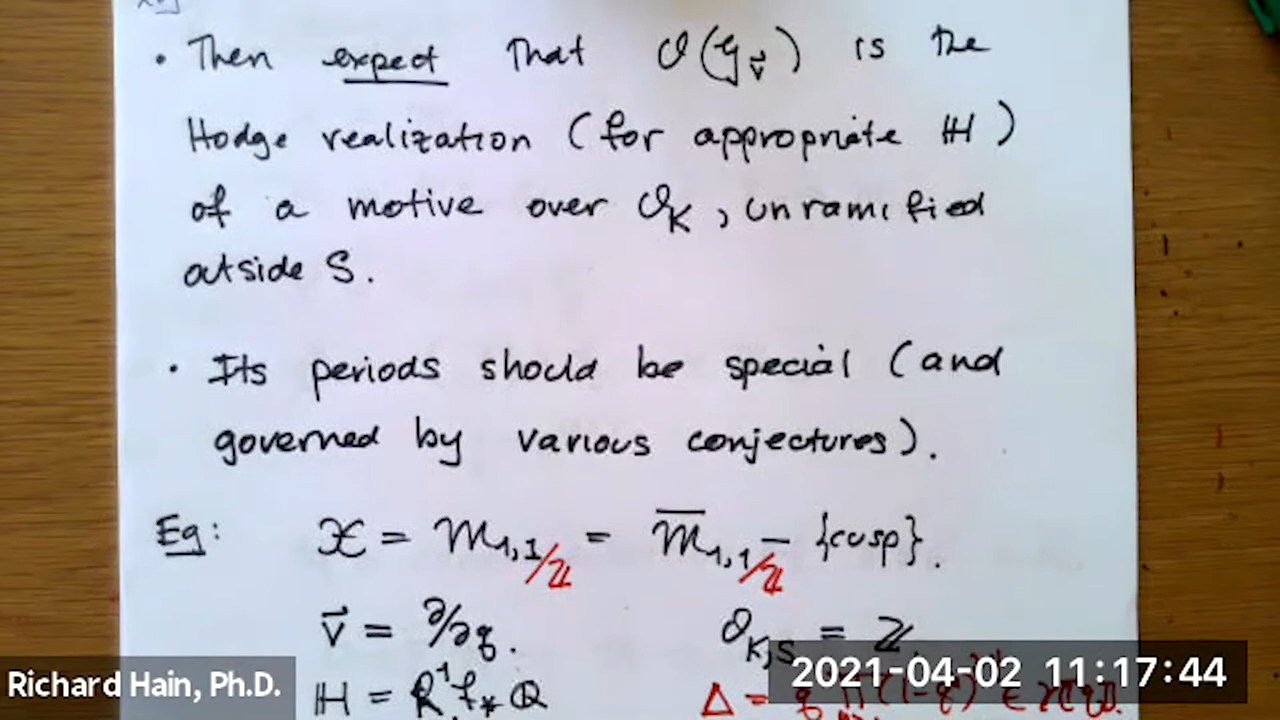 • Then expect that 𝒪(𝒢_v⃗) is the
Hodge realization (for appropriate ℍ)
of a motive over 𝒪_K, unramified
outside S.
• Its periods should be special (and
governed by various conjectures).
Eg: 𝒳 = ℳ_{1,1/ℤ} = ℳ̅_{1,1/ℤ} − {cusp}.
v⃗ = ∂/∂q. 𝒪_{K,S} = ℤ
ℍ = R¹f_*ℚ Δ = q
Richard Hain, Ph.D.
2021-04-02 11:17:44